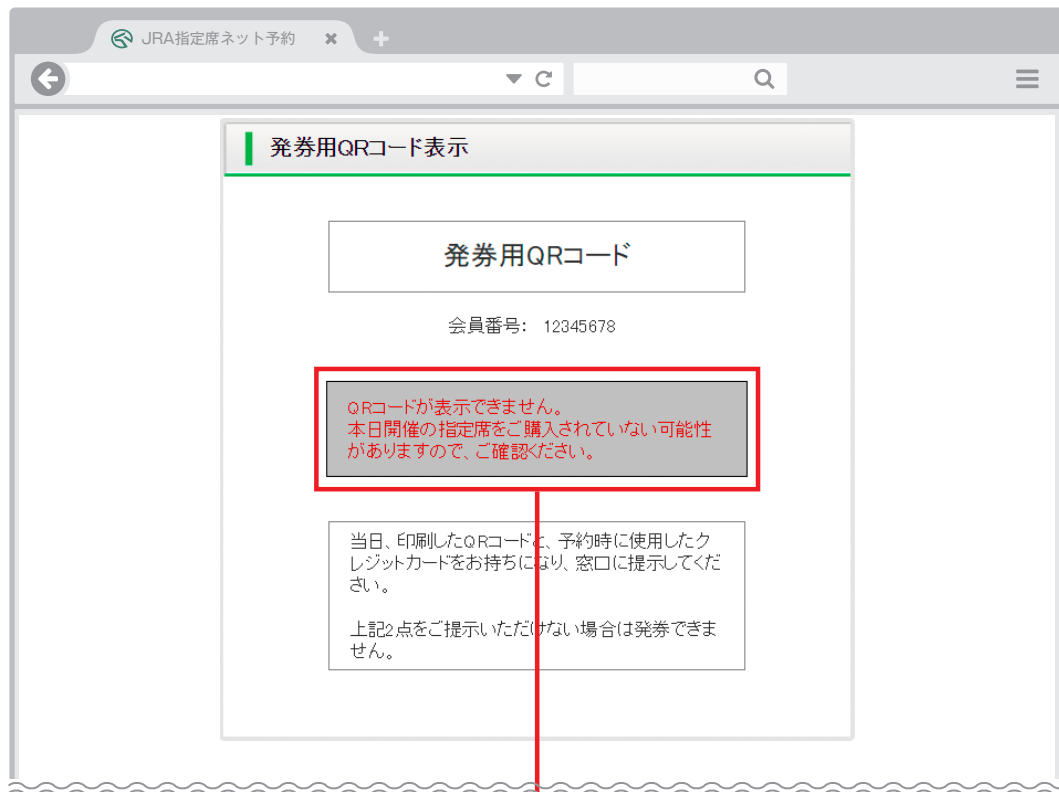 JRA指定席ネット予約
発券用QRコード表示
発券用QRコード
会員番号： 12345678
QRコードが表示できません。
本日開催の指定席をご購入されていない可能性
がありますので、ご確認ください。
当日、印刷したQRコードと、予約時に使用したク
レジットカードをお持ちになり、窓口に提示してくだ
さい。
上記2点をご提示いただけない場合は発券できま
せん。